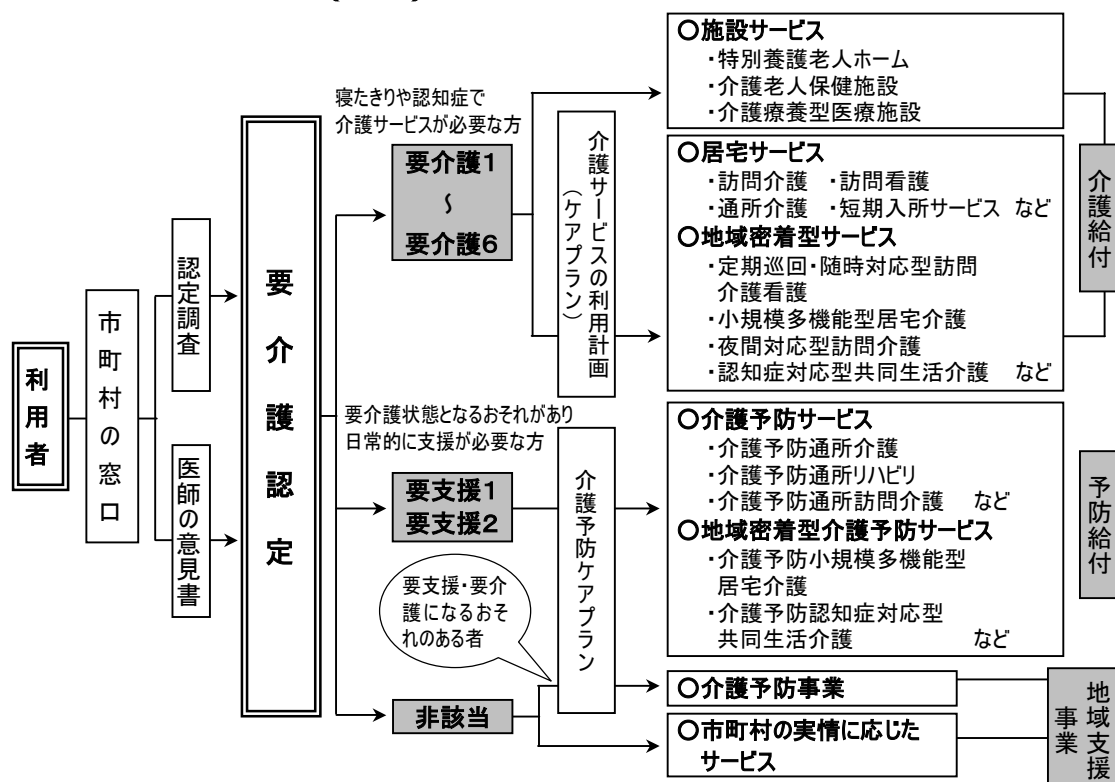 利用者
市町村の窓口
認定調査
医師の意見書
要介護認定
寝たきりや認知症で
介護サービスが必要な方
要介護1
〜
要介護6
介護サービスの利用計画
(ケアプラン)
〇施設サービス
・特別養護老人ホーム
・介護老人保健施設
・介護療養型医療施設
〇居宅サービス
・訪問介護 ・訪問看護
・通所介護 ・短期入所サービス など
〇地域密着型サービス
・定期巡回・随時対応型訪問
介護看護
・小規模多機能型居宅介護
・夜間対応型訪問介護
・認知症対応型共同生活介護 など
介護給付
要介護状態となるおそれがあり
日常的に支援が必要な方
要支援1
要支援2
要支援・要介
護になるおそ
れのある者
非該当
介護予防ケアプラン
〇介護予防サービス
・介護予防通所介護
・介護予防通所リハビリ
・介護予防通所訪問介護 など
〇地域密着型介護予防サービス
・介護予防小規模多機能型
居宅介護
・介護予防認知症対応型
共同生活介護 など
予防給付
〇介護予防事業
〇市町村の実情に応じた
サービス
地域支援
事業